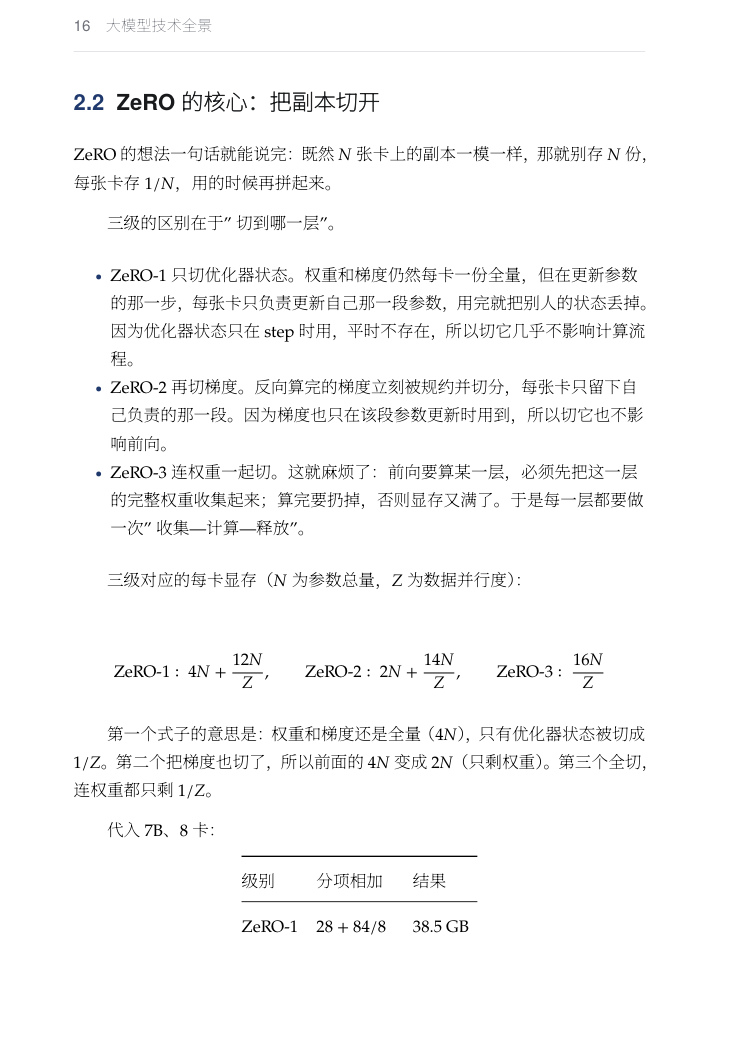 16 大模型技术全景
2.2 ZeRO 的核心：把副本切开
ZeRO 的想法一句话就能说完：既然 N 张卡上的副本一模一样，那就别存 N 份，
每张卡存 1/N，用的时候再拼起来。
三级的区别在于” 切到哪一层”。
• ZeRO-1 只切优化器状态。权重和梯度仍然每卡一份全量，但在更新参数
的那一步，每张卡只负责更新自己那一段参数，用完就把别人的状态丢掉。
因为优化器状态只在 step 时用，平时不存在，所以切它几乎不影响计算流
程。
• ZeRO-2 再切梯度。反向算完的梯度立刻被规约并切分，每张卡只留下自
己负责的那一段。因为梯度也只在该段参数更新时用到，所以切它也不影
响前向。
• ZeRO-3 连权重一起切。这就麻烦了：前向要算某一层，必须先把这一层
的完整权重收集起来；算完要扔掉，否则显存又满了。于是每一层都要做
一次” 收集—计算—释放”。
三级对应的每卡显存（N 为参数总量，Z 为数据并行度）：
ZeRO-1 : 4N + 12N/Z, ZeRO-2 : 2N + 14N/Z, ZeRO-3 : 16N/Z
第一个式子的意思是：权重和梯度还是全量（4N），只有优化器状态被切成
1/Z。第二个把梯度也切了，所以前面的 4N 变成 2N（只剩权重）。第三个全切，
连权重都只剩 1/Z。
代入 7B、8 卡：
级别 分项相加 结果
ZeRO-1 28 + 84/8 38.5 GB